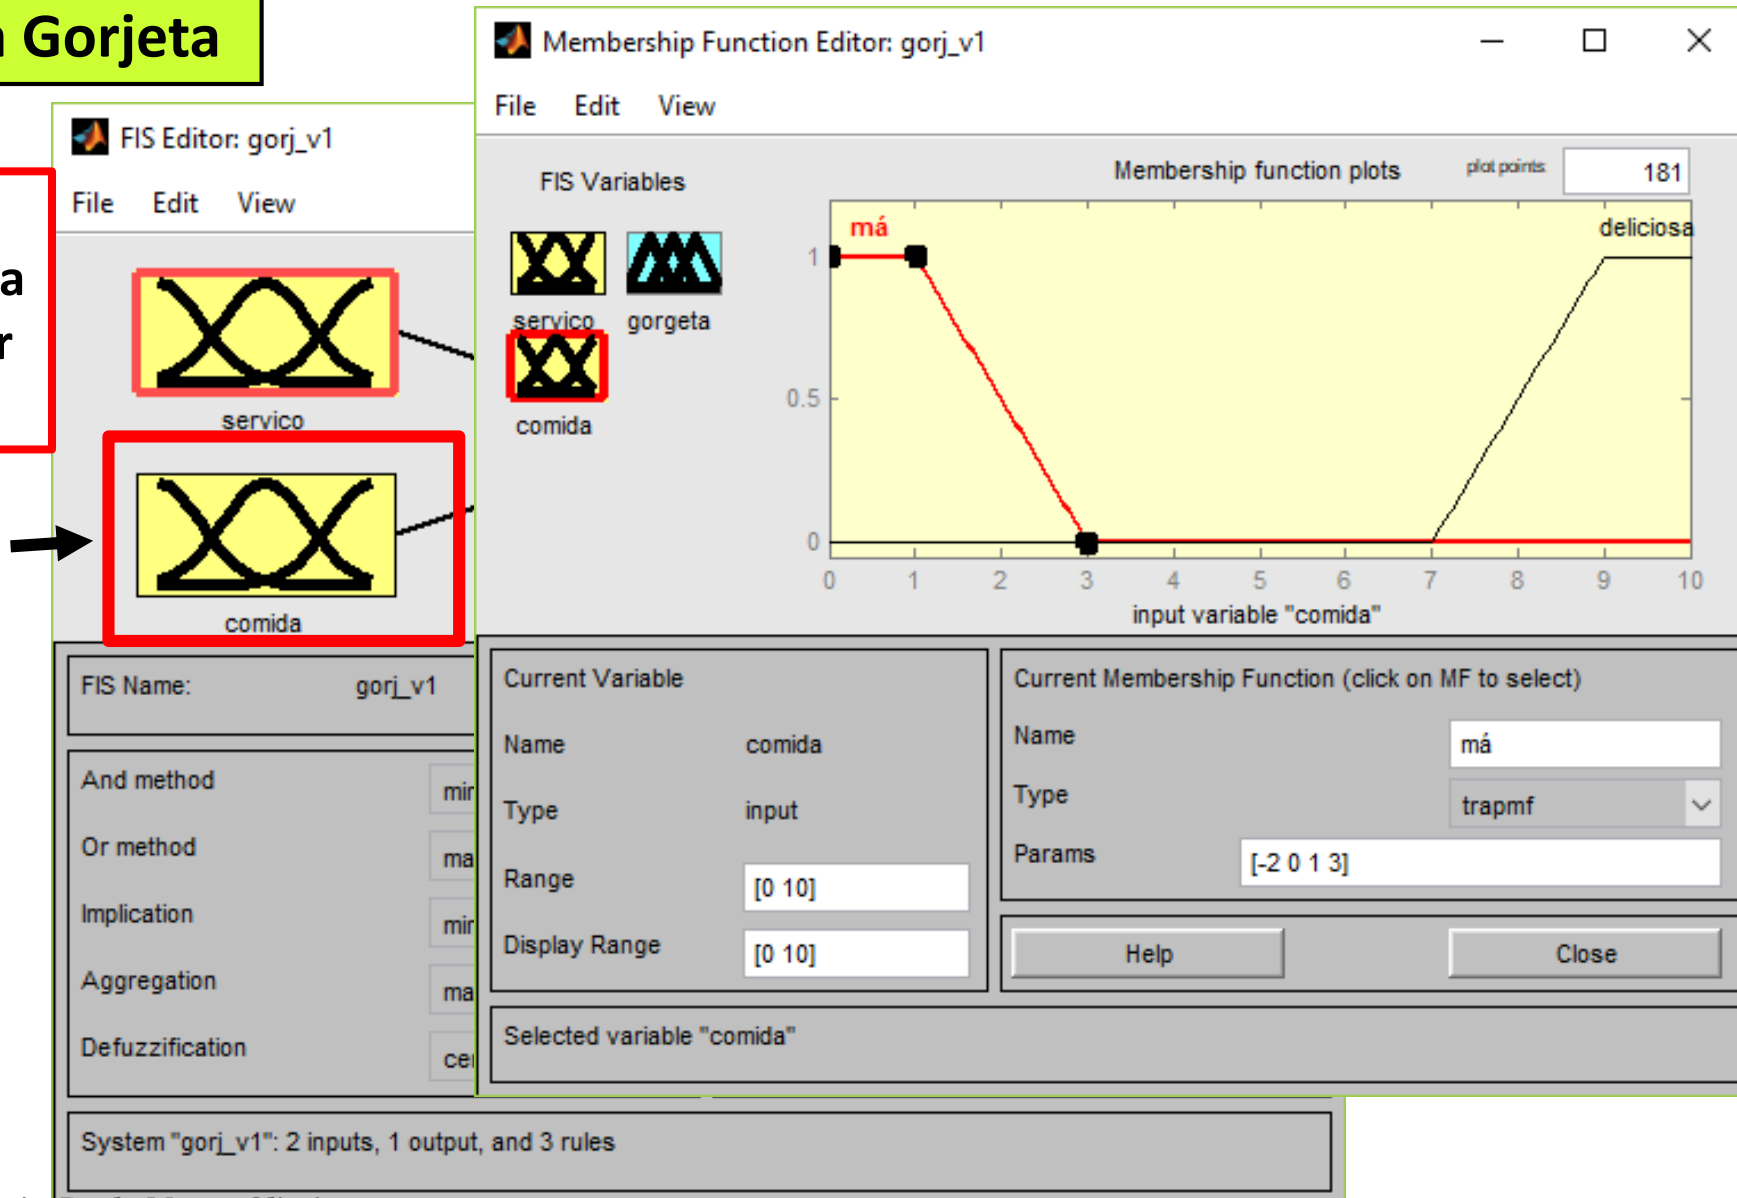 Gorjeta
FIS Editor: gorj_v1
File Edit View
servico
comida
FIS Name: gorj_v1
And method
Or method
Implication
Aggregation
Defuzzification
System "gorj_v1": 2 inputs, 1 output, and 3 rules
Membership Function Editor: gorj_v1
File Edit View
FIS Variables
servico gorgeta
comida
Membership function plots plot points: 181
má deliciosa
1
0.5
0
0 1 2 3 4 5 6 7 8 9 10
input variable "comida"
Current Variable
Name comida
Type input
Range [0 10]
Display Range [0 10]
Current Membership Function (click on MF to select)
Name má
Type trapmf
Params [-2 0 1 3]
Help Close
Selected variable "comida"